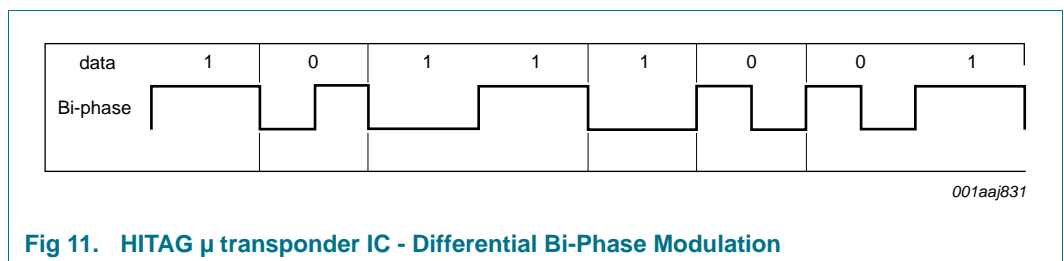 data 1 0 1 1 1 0 0 1
Bi-phase
001aaj831
Fig 11. HITAG µ transponder IC - Differential Bi-Phase Modulation